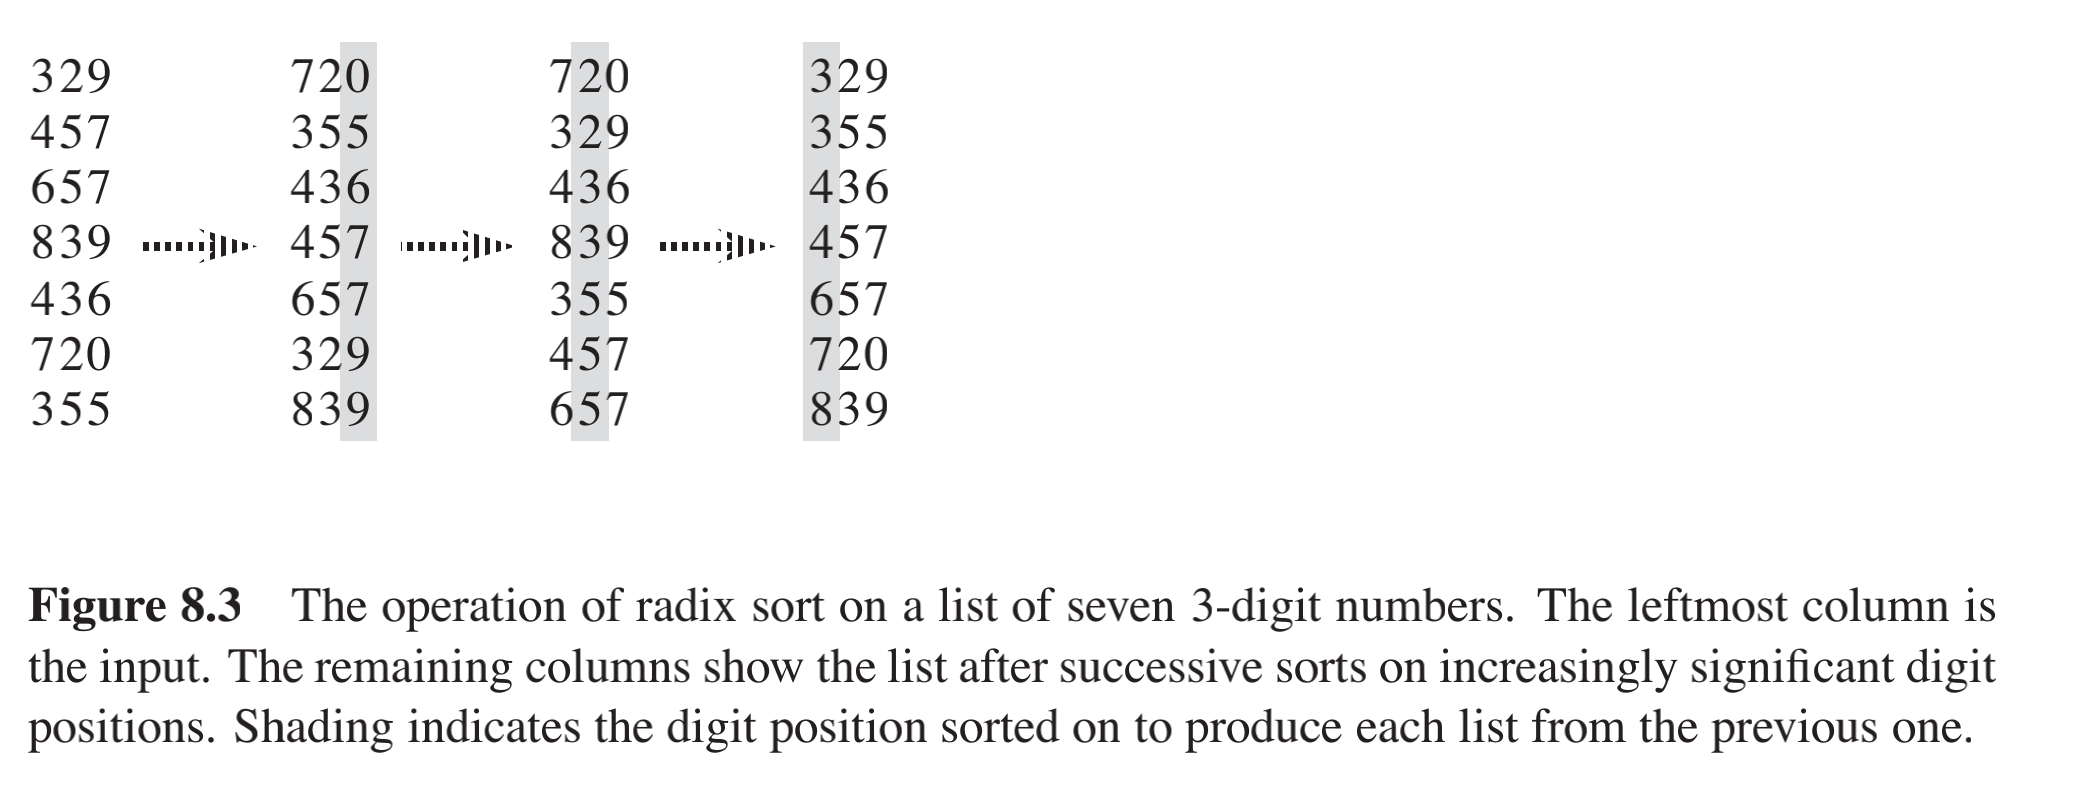 329 720 720 329
457 355 329 355
657 436 436 436
839 457 839 457
436 657 355 657
720 329 457 720
355 839 657 839
Figure 8.3 The operation of radix sort on a list of seven 3-digit numbers. The leftmost column is
the input. The remaining columns show the list after successive sorts on increasingly significant digit
positions. Shading indicates the digit position sorted on to produce each list from the previous one.